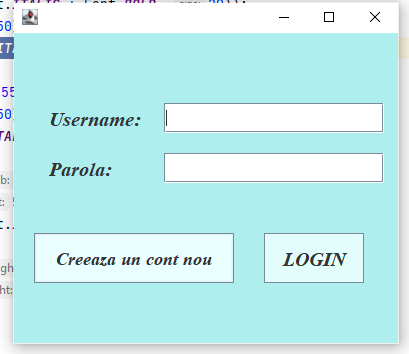 Username:
Parola:
Creeaza un cont nou
LOGIN